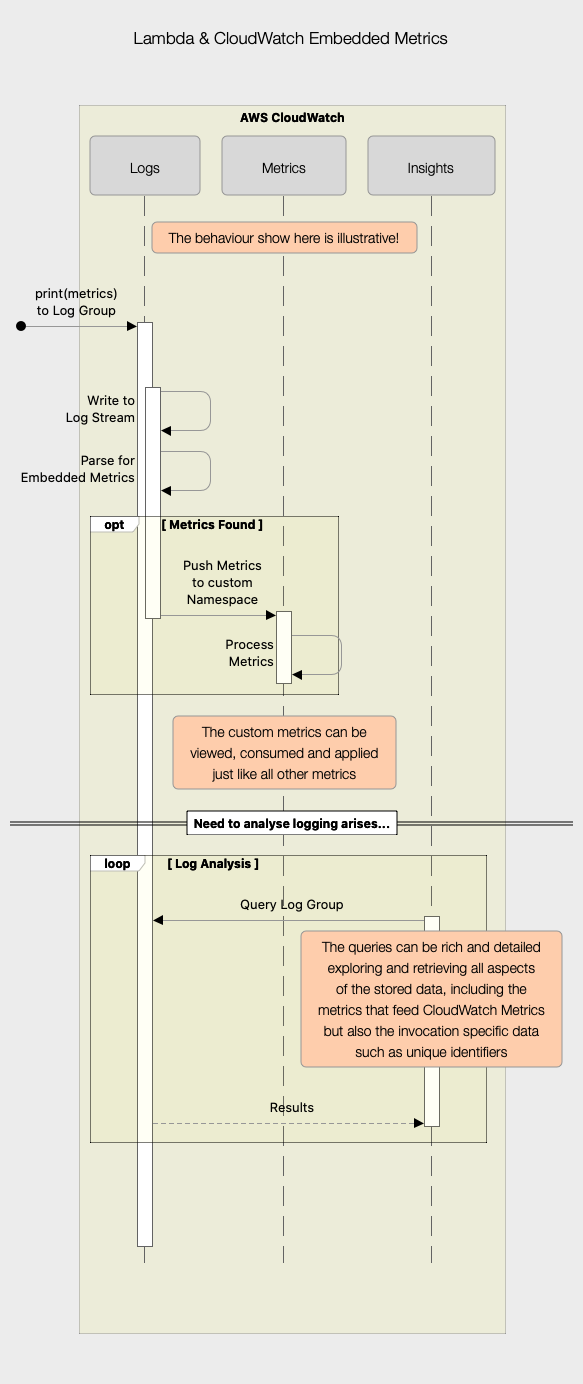 Lambda & CloudWatch Embedded Metrics
AWS CloudWatch
Logs
Metrics
Insights
The behaviour show here is illustrative!
print(metrics)
to Log Group
Write to
Log Stream
Parse for
Embedded Metrics
opt
[ Metrics Found ]
Push Metrics
to custom
Namespace
Process
Metrics
The custom metrics can be
viewed, consumed and applied
just like all other metrics
Need to analyse logging arises...
loop
[ Log Analysis ]
Query Log Group
The queries can be rich and detailed
exploring and retrieving all aspects
of the stored data, including the
metrics that feed CloudWatch Metrics
but also the invocation specific data
such as unique identifiers
Results